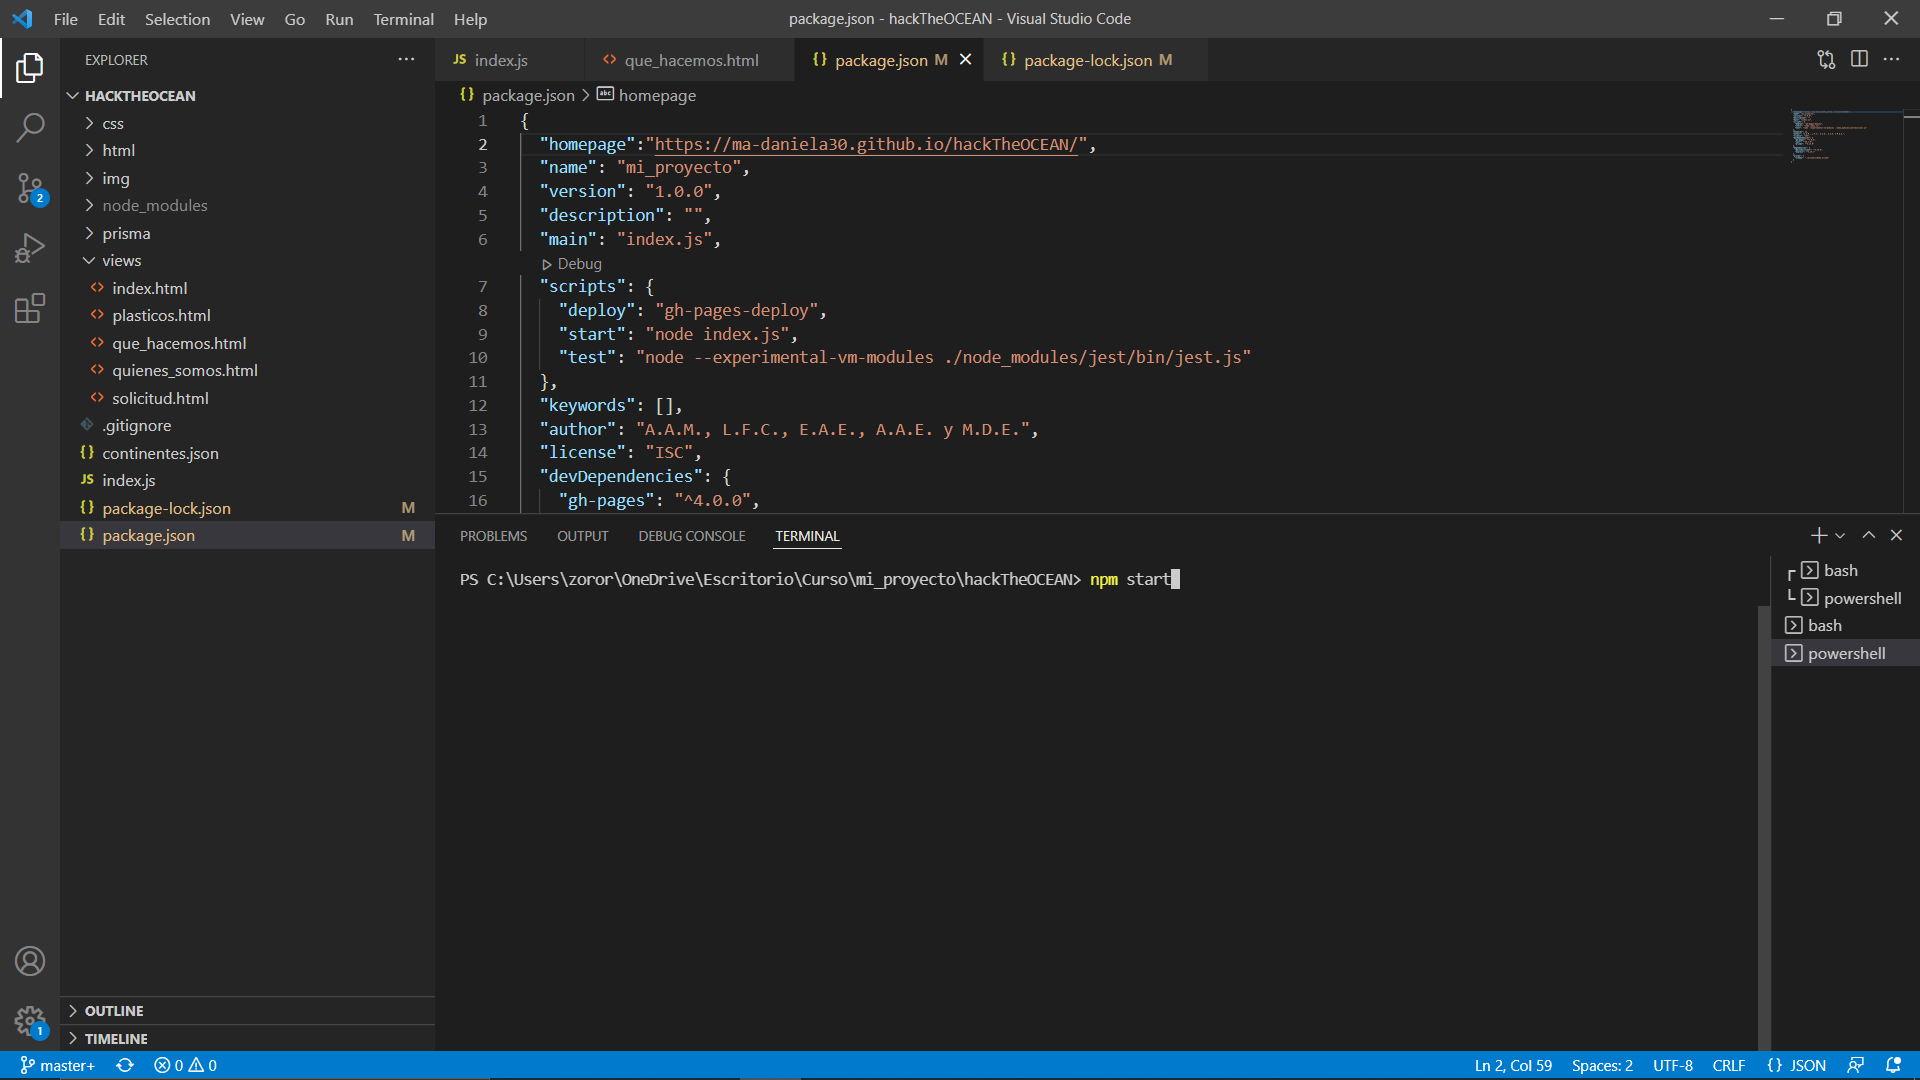 File Edit Selection View Go Run Terminal Help
package.json - hackTheOCEAN - Visual Studio Code
EXPLORER
HACKTHEOCEAN
css
html
img
node_modules
prisma
views
index.html
plasticos.html
que_hacemos.html
quienes_somos.html
solicitud.html
.gitignore
continentes.json
JS index.js
package-lock.json M
package.json M
OUTLINE
TIMELINE
2
1
JS index.js
que_hacemos.html
{} package.json M
{} package-lock.json M
{} package.json > abc homepage
1 {
2 "homepage":"https://ma-daniela30.github.io/hackTheOCEAN/",
3 "name": "mi_proyecto",
4 "version": "1.0.0",
5 "description": "",
6 "main": "index.js",
Debug
7 "scripts": {
8 "deploy": "gh-pages-deploy",
9 "start": "node index.js",
10 "test": "node --experimental-vm-modules ./node_modules/jest/bin/jest.js"
11 },
12 "keywords": [],
13 "author": "A.A.M., L.F.C., E.A.E., A.A.E. y M.D.E.",
14 "license": "ISC",
15 "devDependencies": {
16 "gh-pages": "^4.0.0",
PROBLEMS OUTPUT DEBUG CONSOLE TERMINAL
PS C:\Users\zoror\OneDrive\Escritorio\Curso\mi_proyecto\hackTheOCEAN> npm start
bash
powershell
bash
powershell
master+ 0 0
Ln 2, Col 59 Spaces: 2 UTF-8 CRLF {} JSON